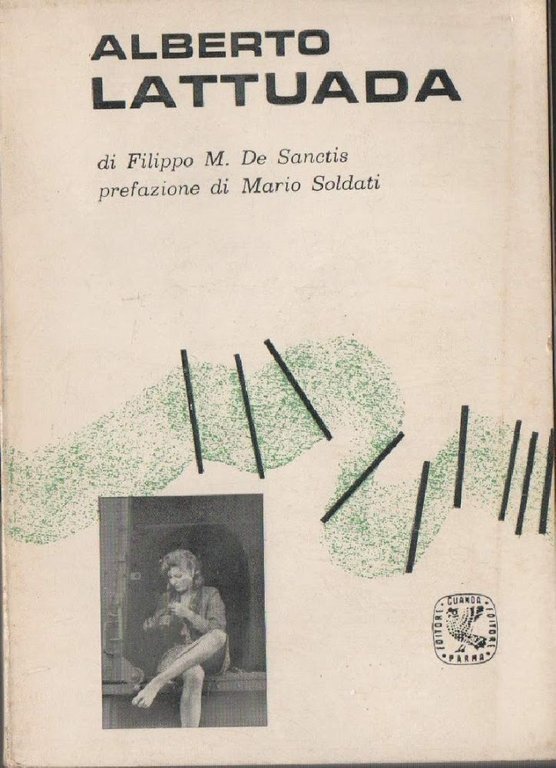 ALBERTO
LATTUADA
di Filippo M. De Sanctis
prefazione di Mario Soldati
EDITORE · GUANDA · EDITORE
· PARMA ·